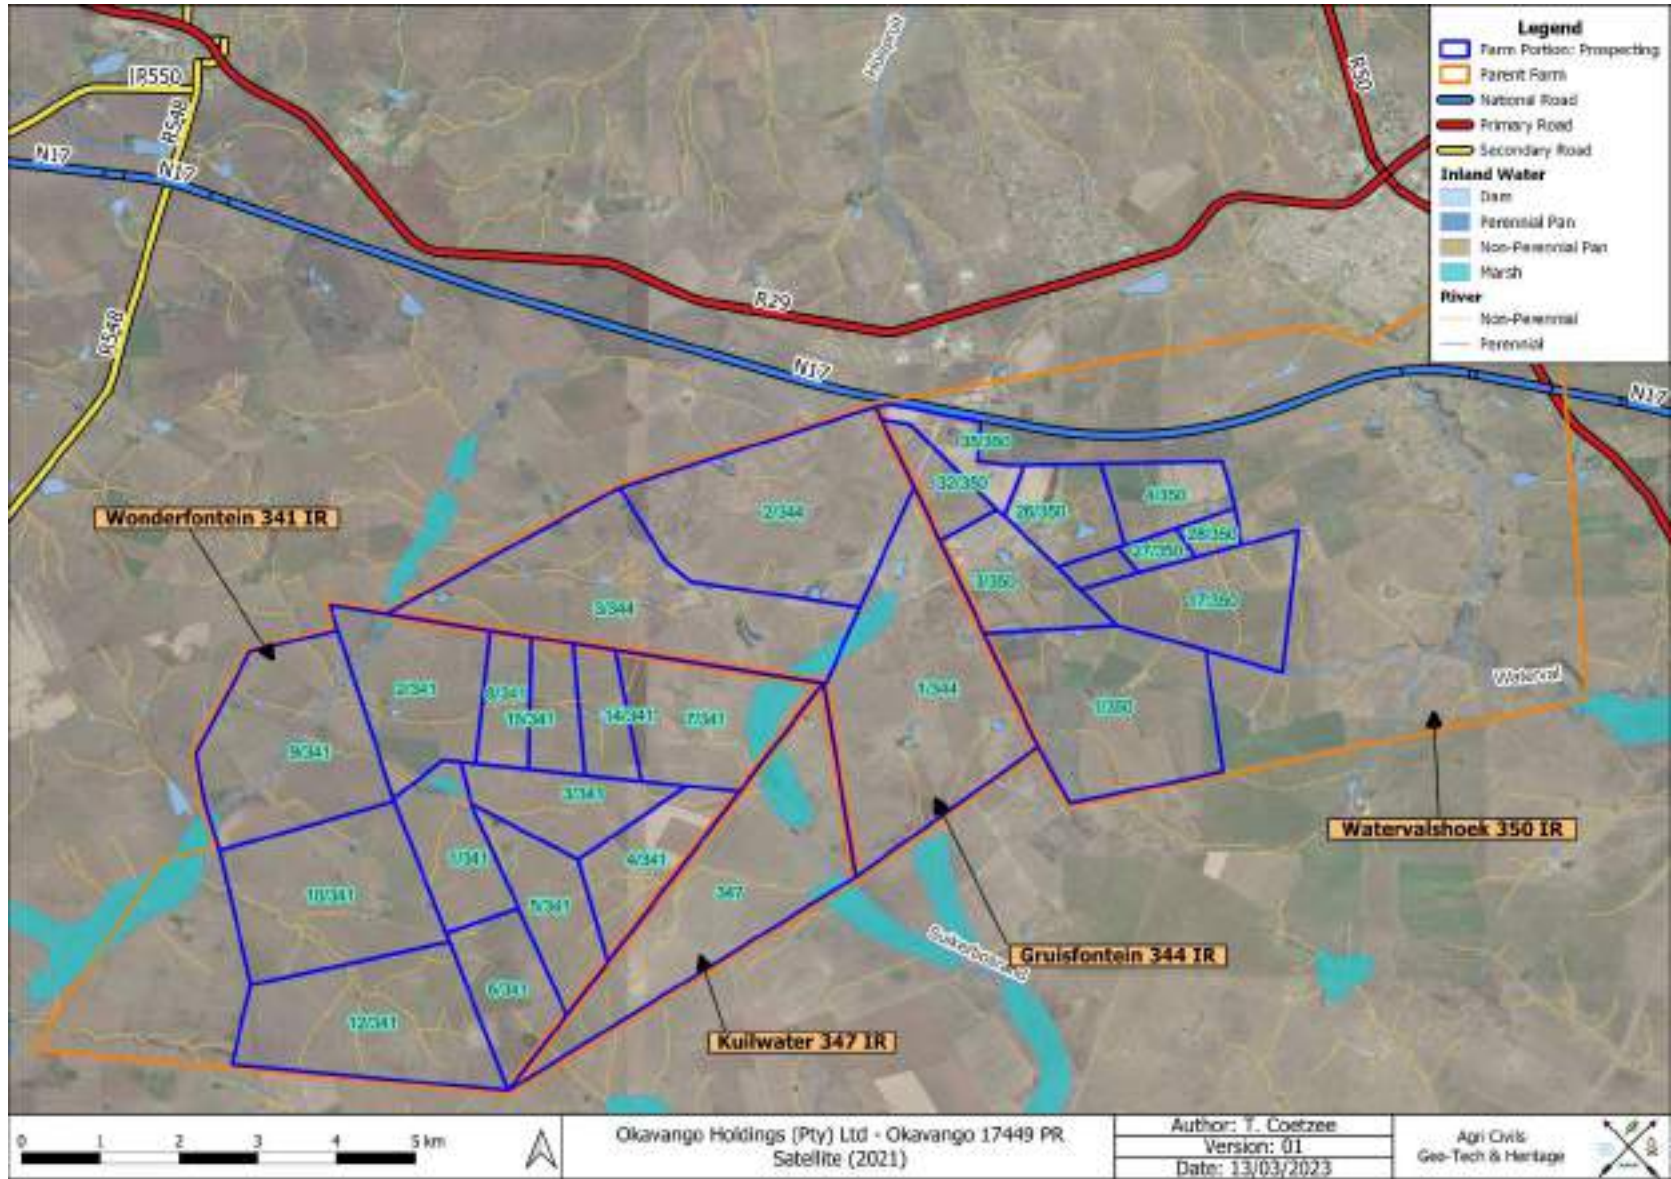 Legend
Farm Portion: Prospecting
Parent Farm
National Road
Primary Road
Secondary Road
Inland Water
Dam
Perennial Pan
Non-Perennial Pan
Marsh
River
Non-Perennial
Perennial
R550
R548
N17
N17
R548
R29
N17
R50
N17
Wonderfontein 341 IR
Watervalshoek 350 IR
Gruisfontein 344 IR
Kuilwater 347 IR
Waterval
2/344
3/344
1/344
32/350
26/350
4/350
27/350
28/350
3/350
17/350
1/350
2/341
8/341
15/341
14/341
7/341
9/341
3/341
1/341
4/341
10/341
5/341
6/341
12/341
347
0 1 2 3 4 5 km
Okavango Holdings (Pty) Ltd - Okavango 17449 PR
Satellite (2021)
Author: T. Coetzee
Version: 01
Date: 13/03/2023
Agri Civils
Geo-Tech & Heritage